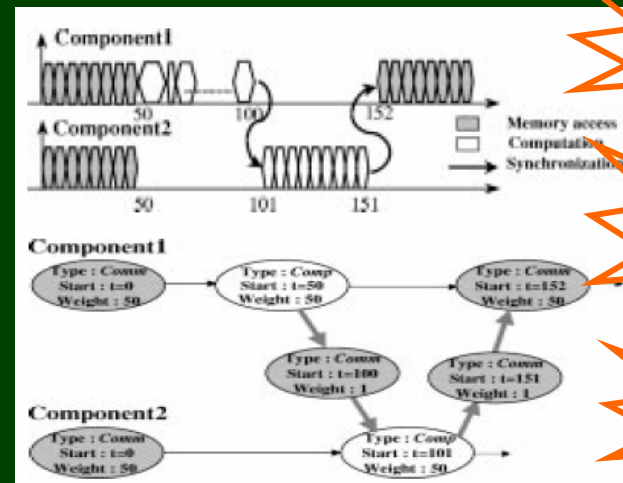 Component1
50
100
152
Memory access
Computation
Synchronization
Component2
50
101
151
Component1
Type : Comm
Start : t=0
Weight : 50
Type : Comp
Start : t=50
Weight : 50
Type : Comm
Start : t=152
Weight : 50
Type : Comm
Start : t=100
Weight : 1
Type : Comm
Start : t=151
Weight : 1
Component2
Type : Comm
Start : t=0
Weight : 50
Type : Comp
Start : t=101
Weight : 50